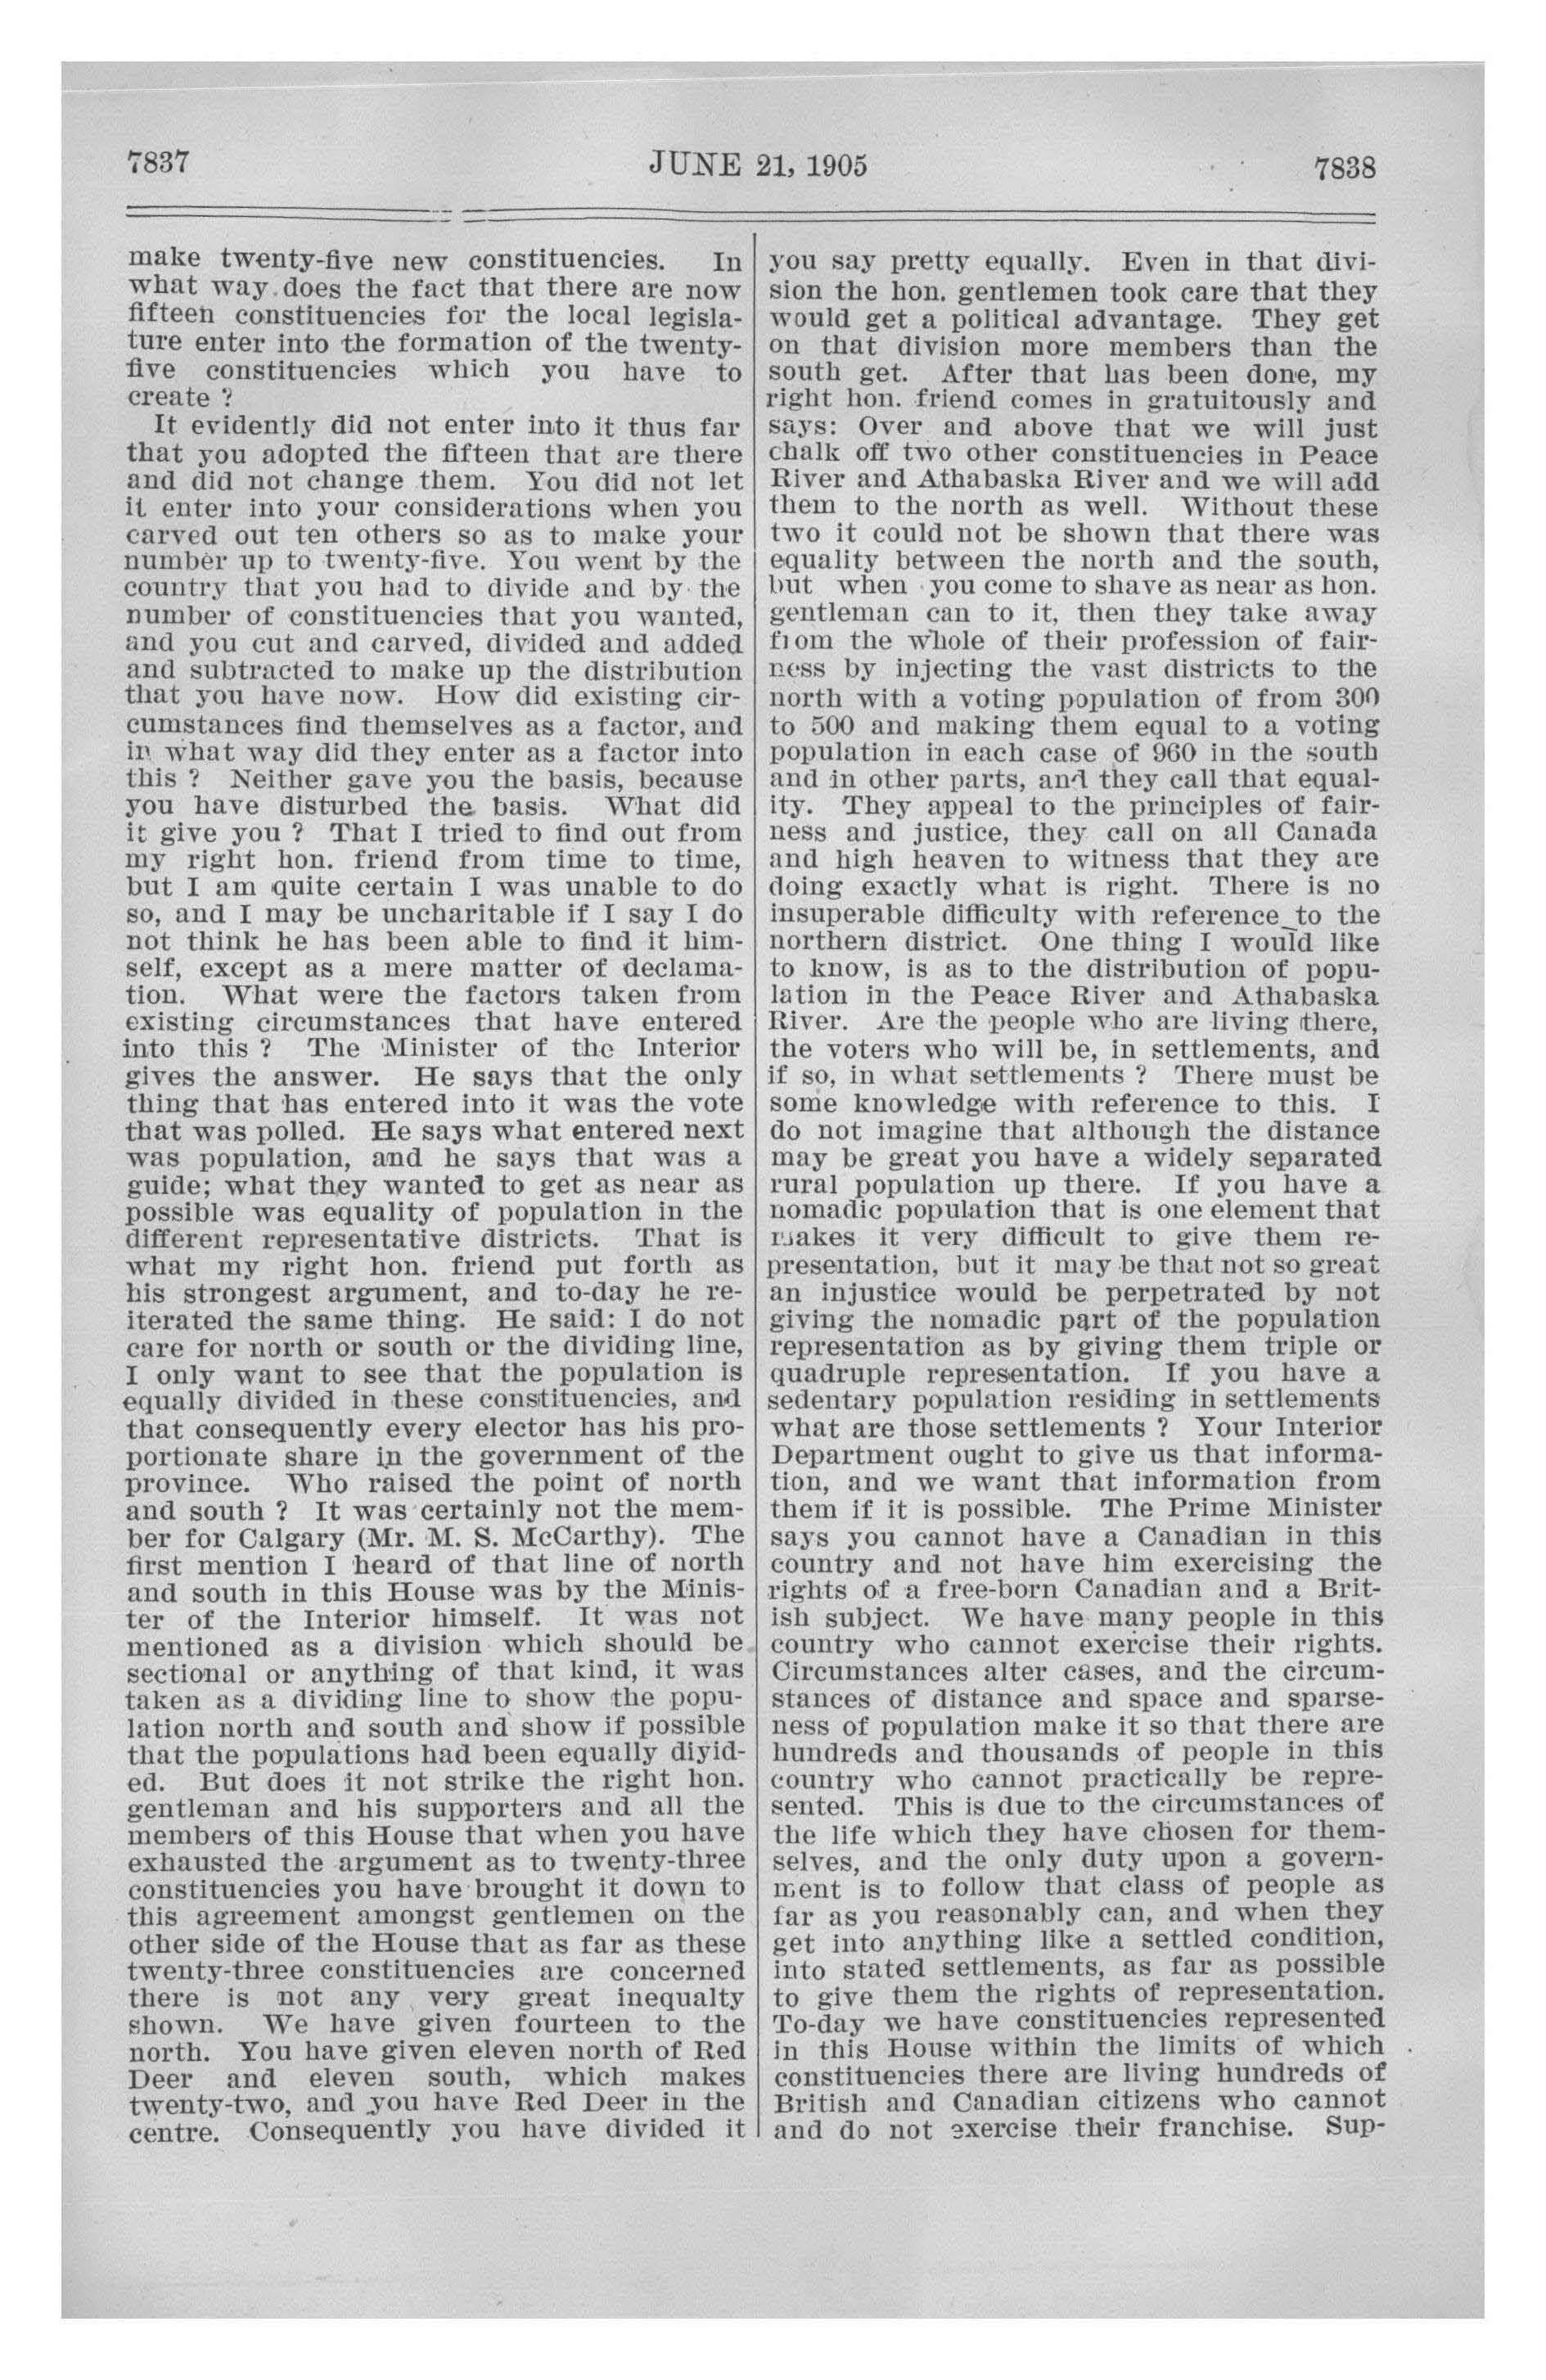 7837
JUNE 21, 1905
7838
make twenty-five new constituencies. In
what way does the fact that there are now
fifteen constituencies for the local legisla-
ture enter into the formation of the twenty-
five constituencies which you have to
create ?
It evidently did not enter into it thus far
that you adopted the fifteen that are there
and did not change them. You did not let
it enter into your considerations when you
carved out ten others so as to make your
number up to twenty-five. You went by the
country that you had to divide and by the
number of constituencies that you wanted,
and you cut and carved, divided and added
and subtracted to make up the distribution
that you have now. How did existing cir-
cumstances find themselves as a factor, and
in what way did they enter as a factor into
this ? Neither gave you the basis, because
you have disturbed the basis. What did
it give you ? That I tried to find out from
my right hon. friend from time to time,
but I am quite certain I was unable to do
so, and I may be uncharitable if I say I do
not think he has been able to find it him-
self, except as a mere matter of declama-
tion. What were the factors taken from
existing circumstances that have entered
into this ? The Minister of the Interior
gives the answer. He says that the only
thing that has entered into it was the vote
that was polled. He says what entered next
was population, and he says that was a
guide; what they wanted to get as near as
possible was equality of population in the
different representative districts. That is
what my right hon. friend put forth as
his strongest argument, and to-day he re-
iterated the same thing. He said: I do not
care for north or south or the dividing line,
I only want to see that the population is
equally divided in these constituencies, and
that consequently every elector has his pro-
portionate share in the government of the
province. Who raised the point of north
and south ? It was certainly not the mem-
ber for Calgary (Mr. M. S. McCarthy). The
first mention I heard of that line of north
and south in this House was by the Minis-
ter of the Interior himself. It was not
mentioned as a division which should be
sectional or anything of that kind, it was
taken as a dividing line to show the popu-
lation north and south and show if possible
that the populations had been equally divid-
ed. But does it not strike the right hon.
gentleman and his supporters and all the
members of this House that when you have
exhausted the argument as to twenty-three
constituencies you have brought it down to
this agreement amongst gentlemen on the
other side of the House that as far as these
twenty-three constituencies are concerned
there is not any very great inequalty
shown. We have given fourteen to the
north. You have given eleven north of Red
Deer and eleven south, which makes
twenty-two, and you have Red Deer in the
centre. Consequently you have divided it
you say pretty equally. Even in that divi-
sion the hon. gentlemen took care that they
would get a political advantage. They get
on that division more members than the
south get. After that has been done, my
right hon. friend comes in gratuitously and
says: Over and above that we will just
chalk off two other constituencies in Peace
River and Athabaska River and we will add
them to the north as well. Without these
two it could not be shown that there was
equality between the north and the south,
but when you come to shave as near as hon.
gentleman can to it, then they take away
from the whole of their profession of fair-
ness by injecting the vast districts to the
north with a voting population of from 300
to 500 and making them equal to a voting
population in each case of 960 in the south
and in other parts, and they call that equal-
ity. They appeal to the principles of fair-
ness and justice, they call on all Canada
and high heaven to witness that they are
doing exactly what is right. There is no
insuperable difficulty with reference to the
northern district. One thing I would like
to know, is as to the distribution of popu-
lation in the Peace River and Athabaska
River. Are the people who are living there,
the voters who will be, in settlements, and
if so, in what settlements ? There must be
some knowledge with reference to this. I
do not imagine that although the distance
may be great you have a widely separated
rural population up there. If you have a
nomadic population that is one element that
makes it very difficult to give them re-
presentation, but it may be that not so great
an injustice would be perpetrated by not
giving the nomadic part of the population
representation as by giving them triple or
quadruple representation. If you have a
sedentary population residing in settlements
what are those settlements ? Your Interior
Department ought to give us that informa-
tion, and we want that information from
them if it is possible. The Prime Minister
says you cannot have a Canadian in this
country and not have him exercising the
rights of a free-born Canadian and a Brit-
ish subject. We have many people in this
country who cannot exercise their rights.
Circumstances alter cases, and the circum-
stances of distance and space and sparse-
ness of population make it so that there are
hundreds and thousands of people in this
country who cannot practically be repre-
sented. This is due to the circumstances of
the life which they have chosen for them-
selves, and the only duty upon a govern-
ment is to follow that class of people as
far as you reasonably can, and when they
get into anything like a settled condition,
into stated settlements, as far as possible
to give them the rights of representation.
To-day we have constituencies represented
in this House within the limits of which
constituencies there are living hundreds of
British and Canadian citizens who cannot
and do not exercise their franchise. Sup-